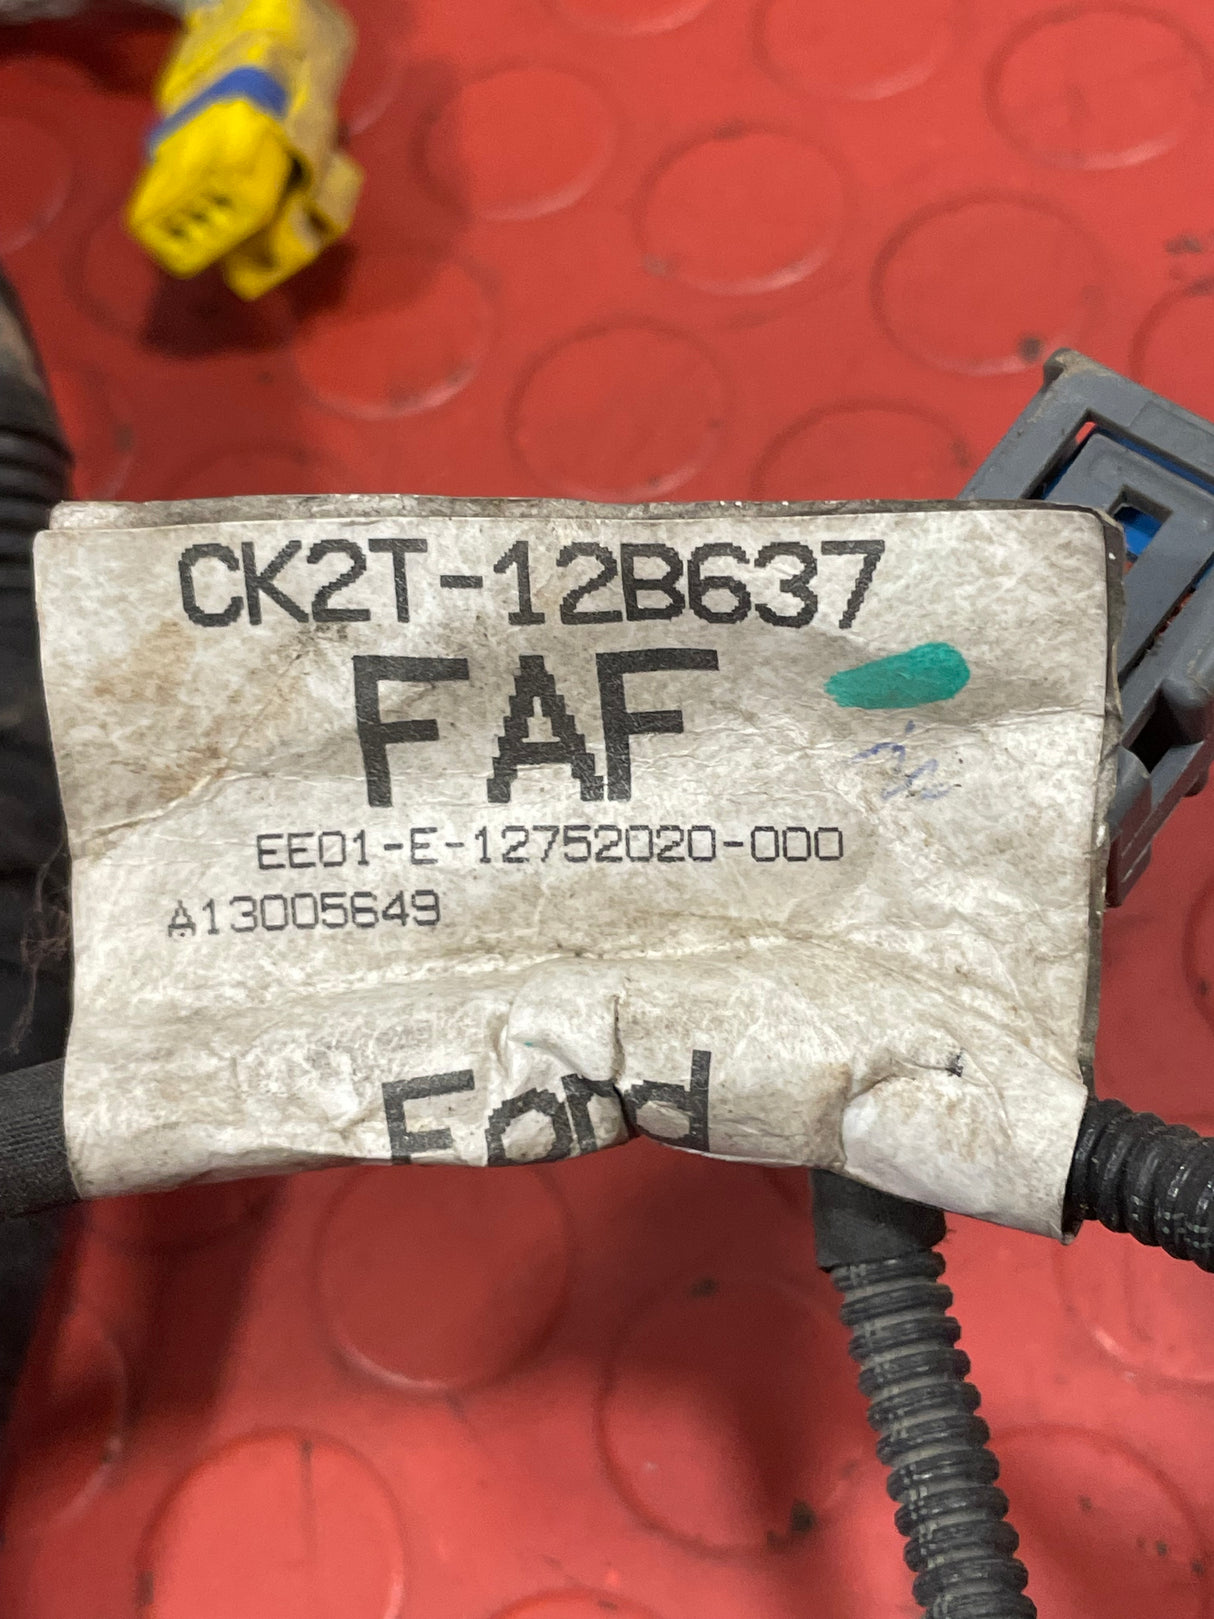 CK2T-12B637
FAF
EE01-E-12752020-000
A13005649
Ford